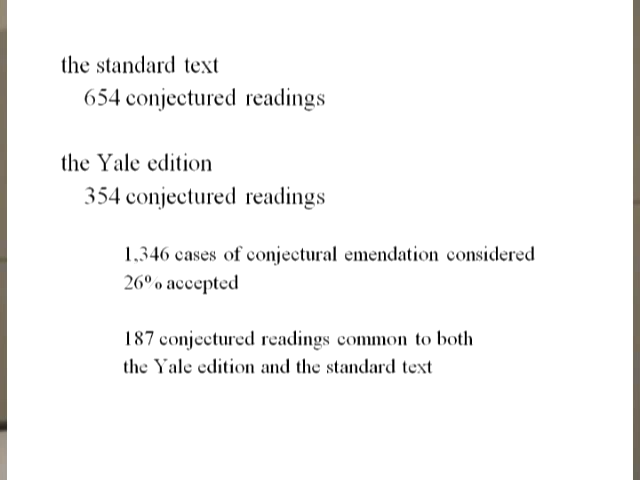 the standard text
654 conjectured readings
the Yale edition
354 conjectured readings
1,346 cases of conjectural emendation considered
26% accepted
187 conjectured readings common to both
the Yale edition and the standard text